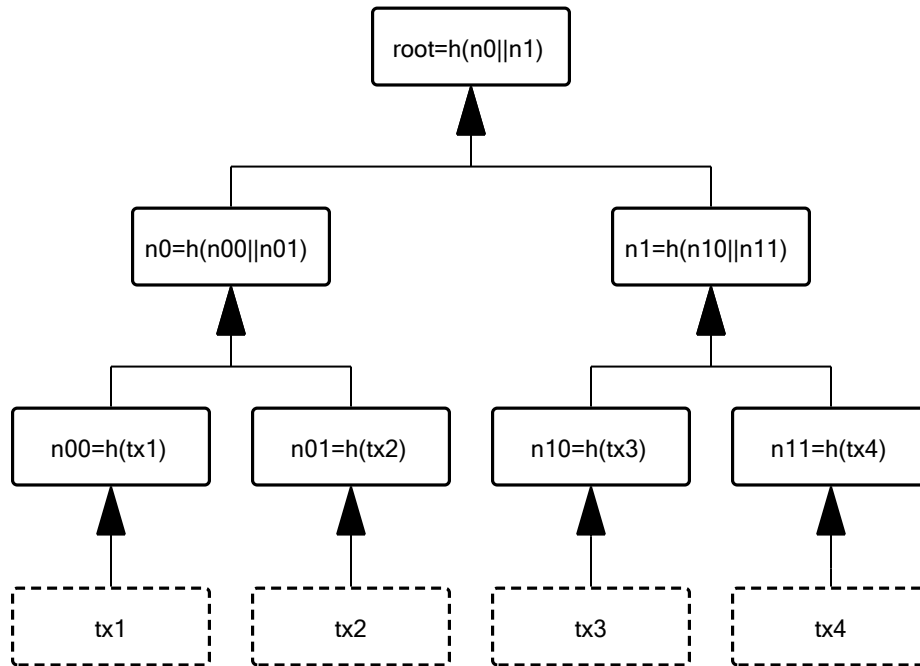 root=h(n0||n1)
n0=h(n00||n01)
n1=h(n10||n11)
n00=h(tx1)
n01=h(tx2)
n10=h(tx3)
n11=h(tx4)
tx1
tx2
tx3
tx4